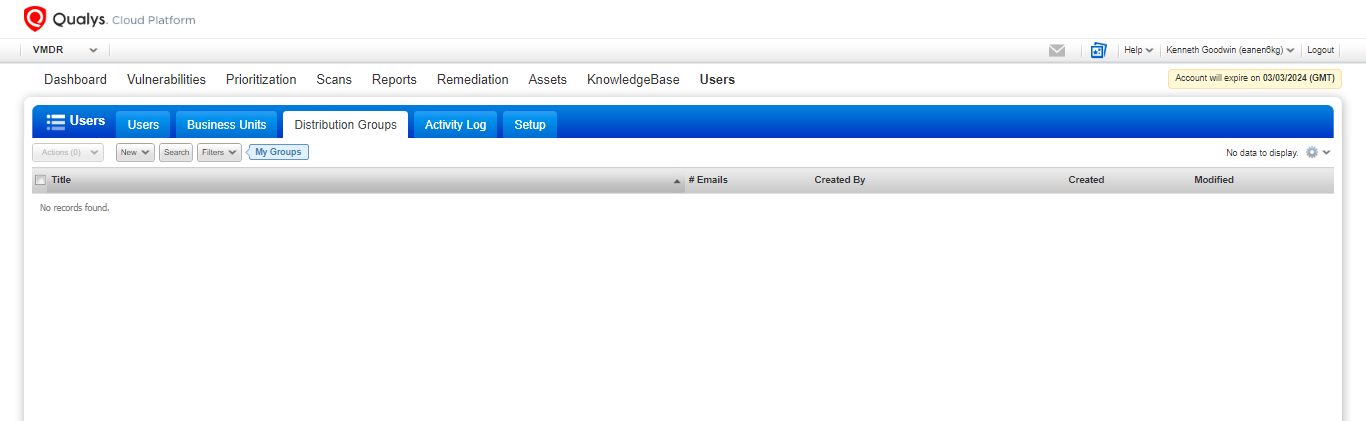 Qualys. Cloud Platform
VMDR Help Kenneth Goodwin (eanen6kg) Logout
Dashboard Vulnerabilities Prioritization Scans Reports Remediation Assets KnowledgeBase Users Account will expire on 03/03/2024 (GMT)
Users Users Business Units Distribution Groups Activity Log Setup
Actions (0) New Search Filters My Groups No data to display.
Title # Emails Created By Created Modified
No records found.